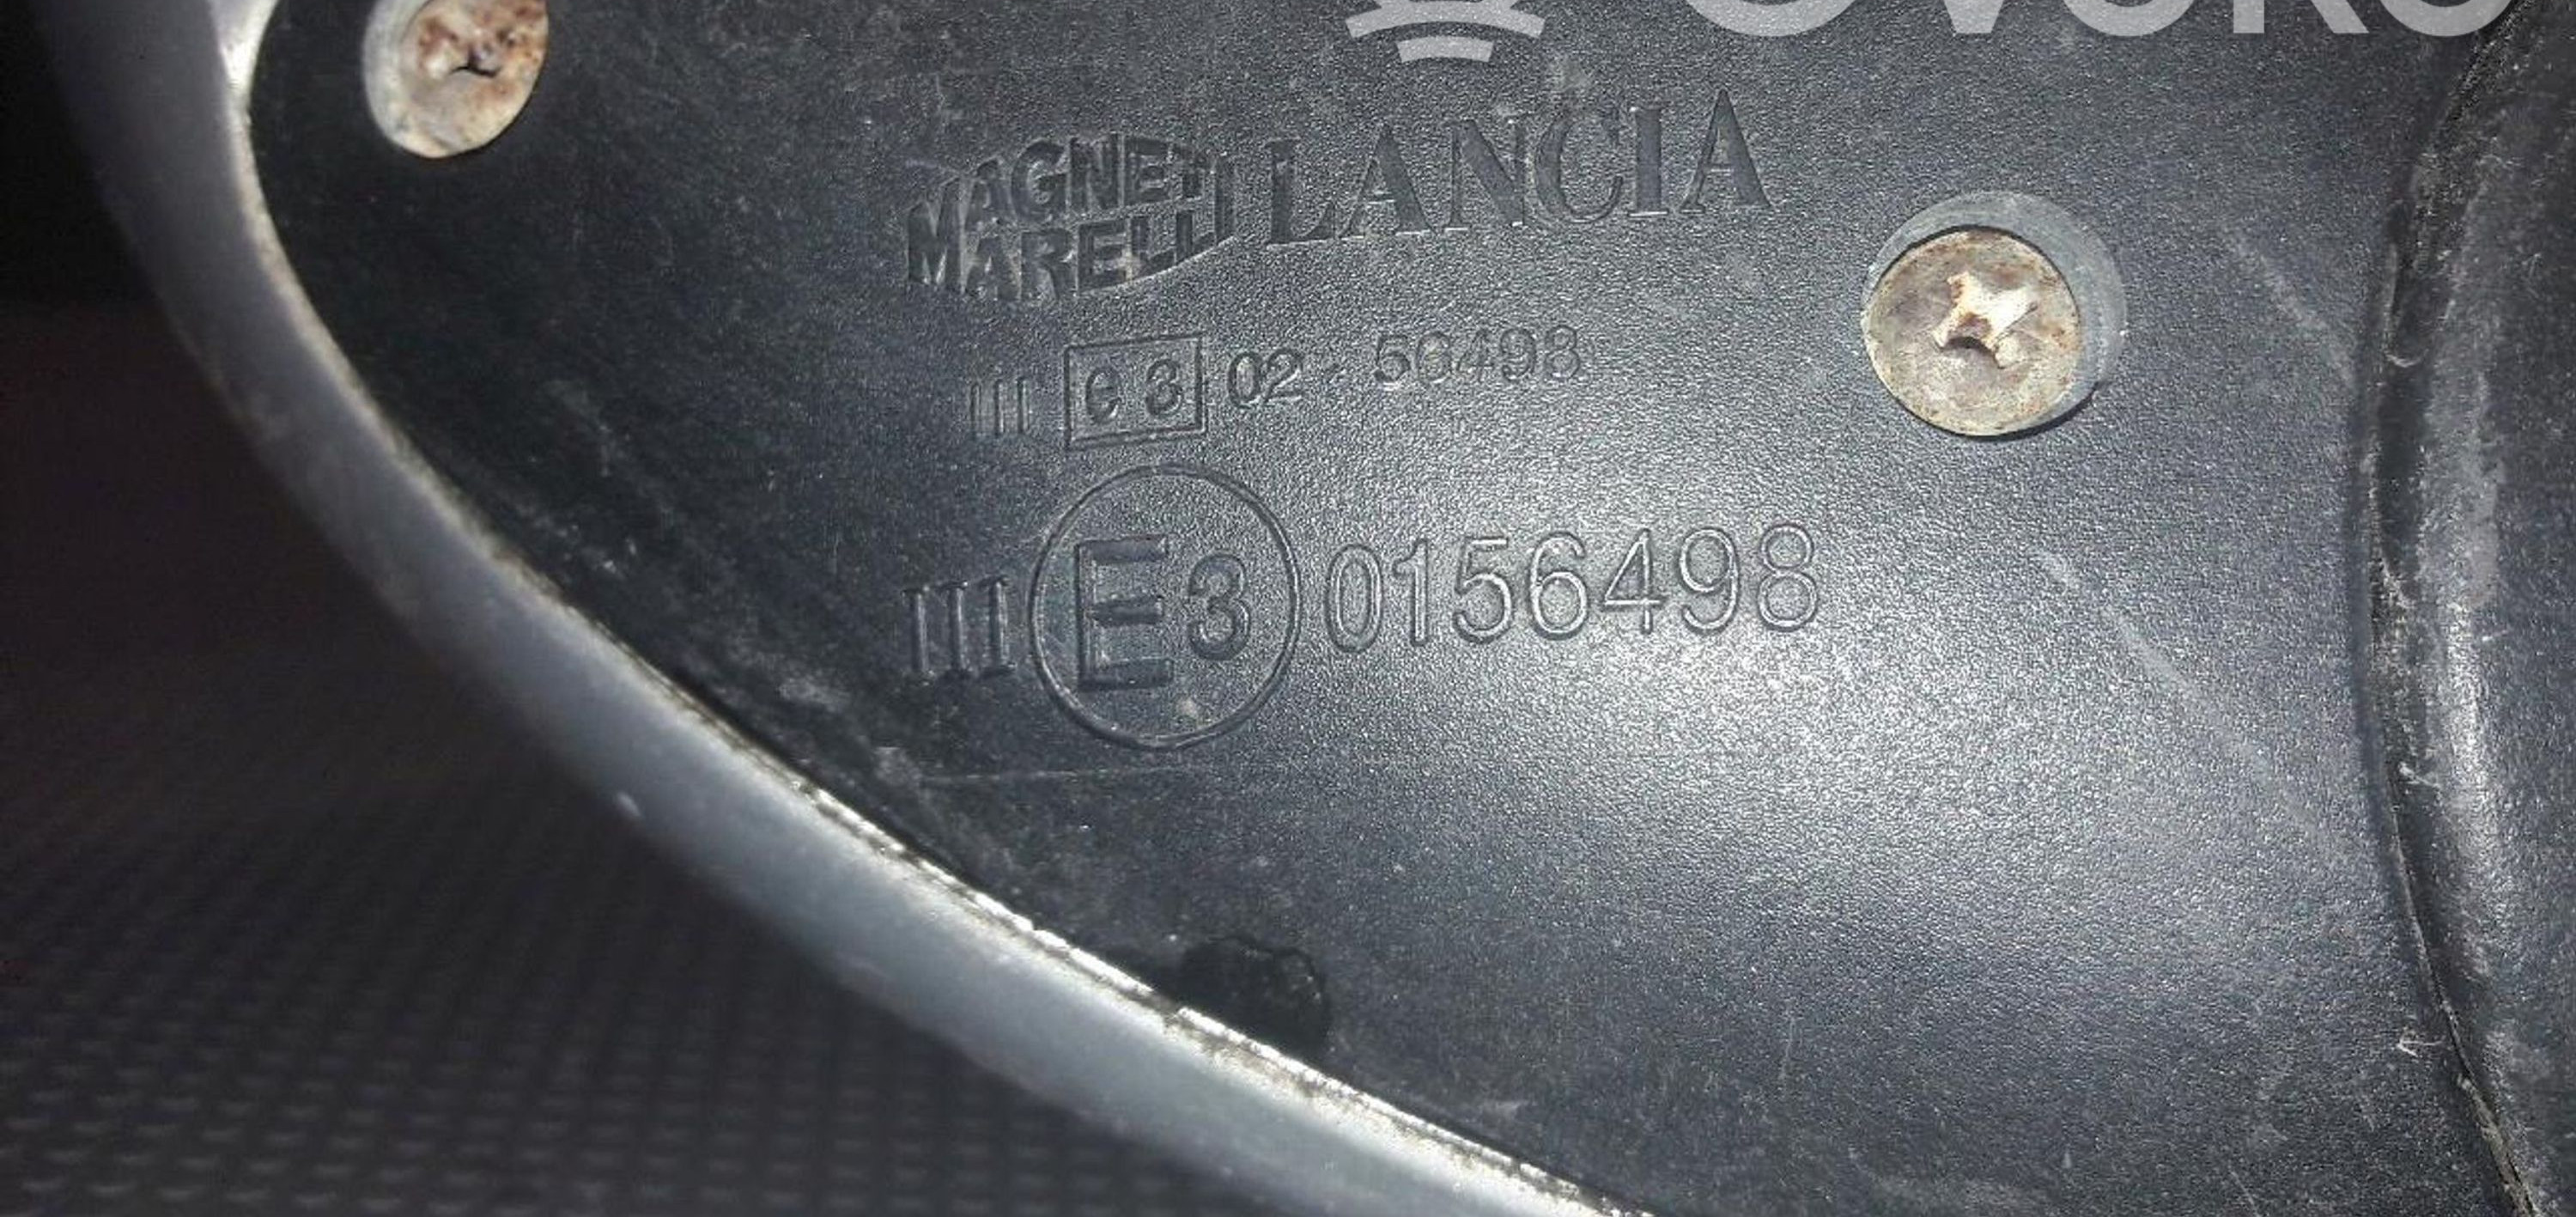 MAGNETI
MARELLI LANCIA
III e3 02 · 56498
III E3 0156498